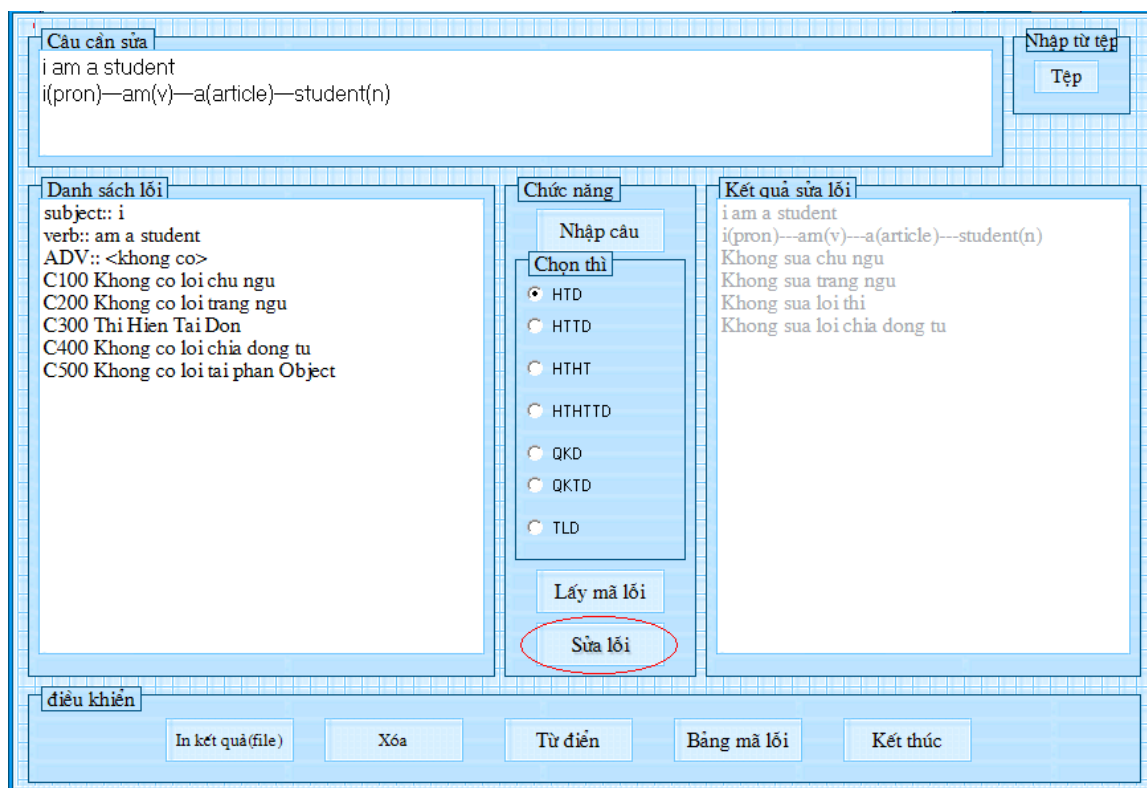 Câu cần sửa
i am a student
i(pron)—am(v)—a(article)—student(n)
Nhập từ tệp
Tệp
Danh sách lỗi
subject:: i
verb:: am a student
ADV:: <khong co>
C100 Khong co loi chu ngu
C200 Khong co loi trang ngu
C300 Thi Hien Tai Don
C400 Khong co loi chia dong tu
C500 Khong co loi tai phan Object
Chức năng
Nhập câu
Chọn thì
HTD
HTTD
HTHT
HTHTTD
QKD
QKTD
TLD
Lấy mã lỗi
Sửa lỗi
Kết quả sửa lỗi
i am a student
i(pron)---am(v)---a(article)---student(n)
Khong sua chu ngu
Khong sua trang ngu
Khong sua loi thi
Khong sua loi chia dong tu
điều khiển
In kết quả(file)
Xóa
Từ điển
Bảng mã lỗi
Kết thúc